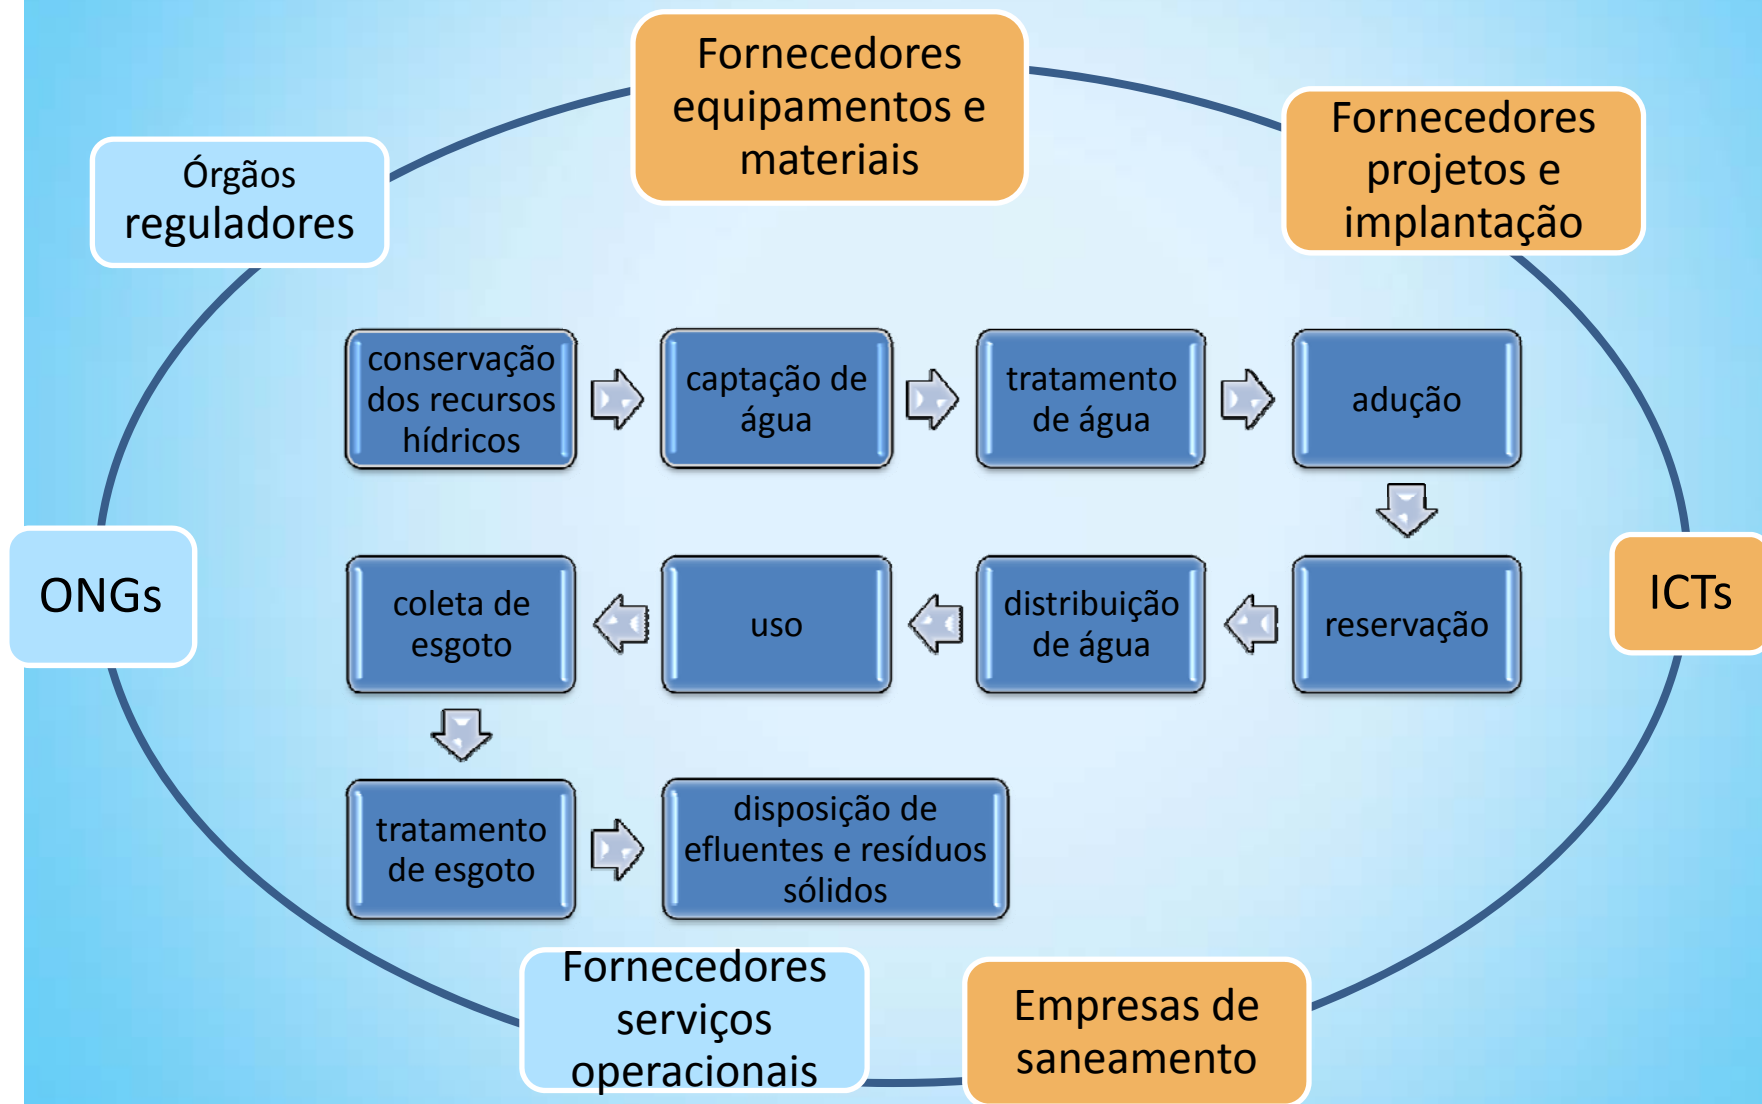 Fornecedores
equipamentos e
materiais
Fornecedores
projetos e
implantação
Órgãos
reguladores
conservação
dos recursos
hídricos
captação de
água
tratamento
de água
adução
ONGs
coleta de
esgoto
uso
distribuição
de água
reservação
ICTs
tratamento
de esgoto
disposição de
efluentes e resíduos
sólidos
Fornecedores
serviços
operacionais
Empresas de
saneamento